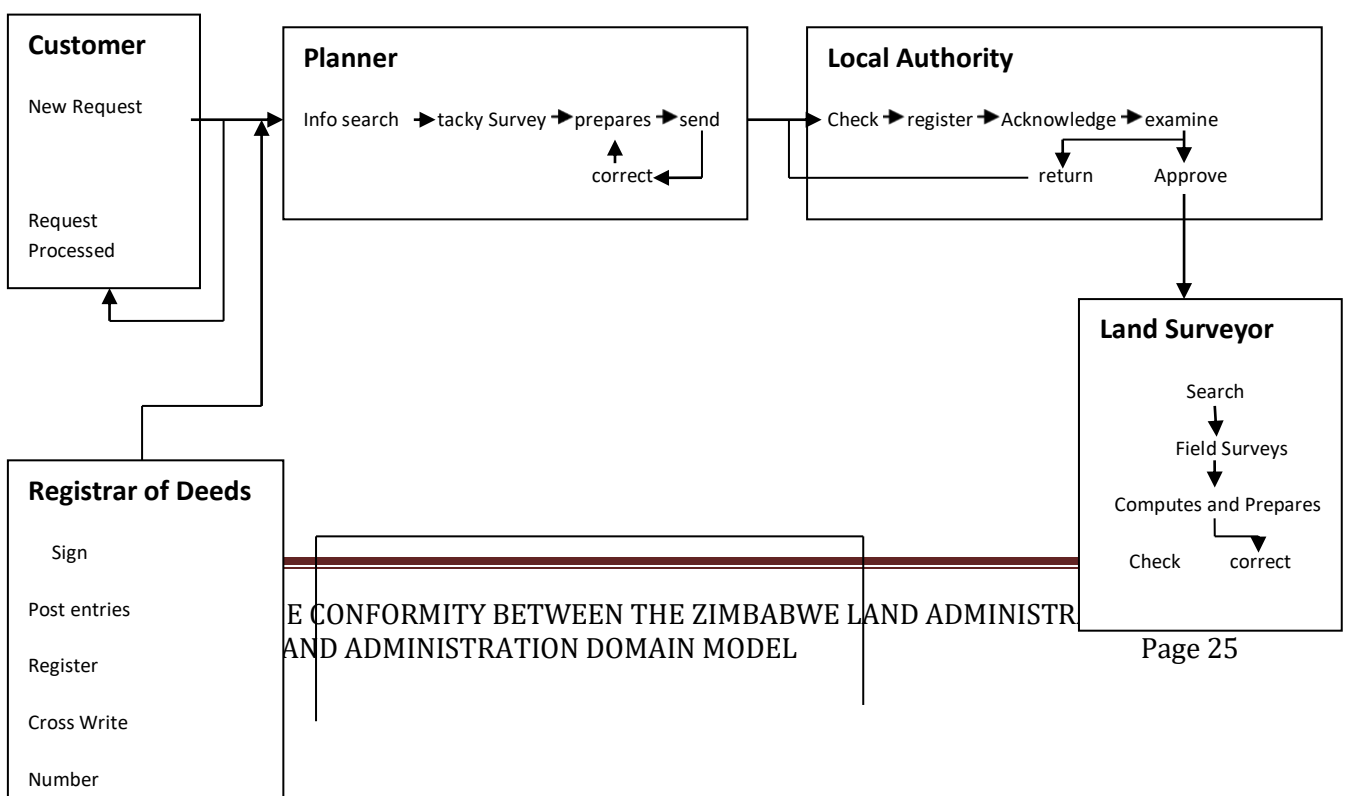 Customer
New Request
Request
Processed
Planner
Info search tacky Survey prepares send
correct
Local Authority
Check register Acknowledge examine
return Approve
Land Surveyor
Search
Field Surveys
Computes and Prepares
Check correct
Registrar of Deeds
Sign
Post entries
Register
Cross Write
Number
E CONFORMITY BETWEEN THE ZIMBABWE LAND ADMINISTR
AND ADMINISTRATION DOMAIN MODEL Page 25